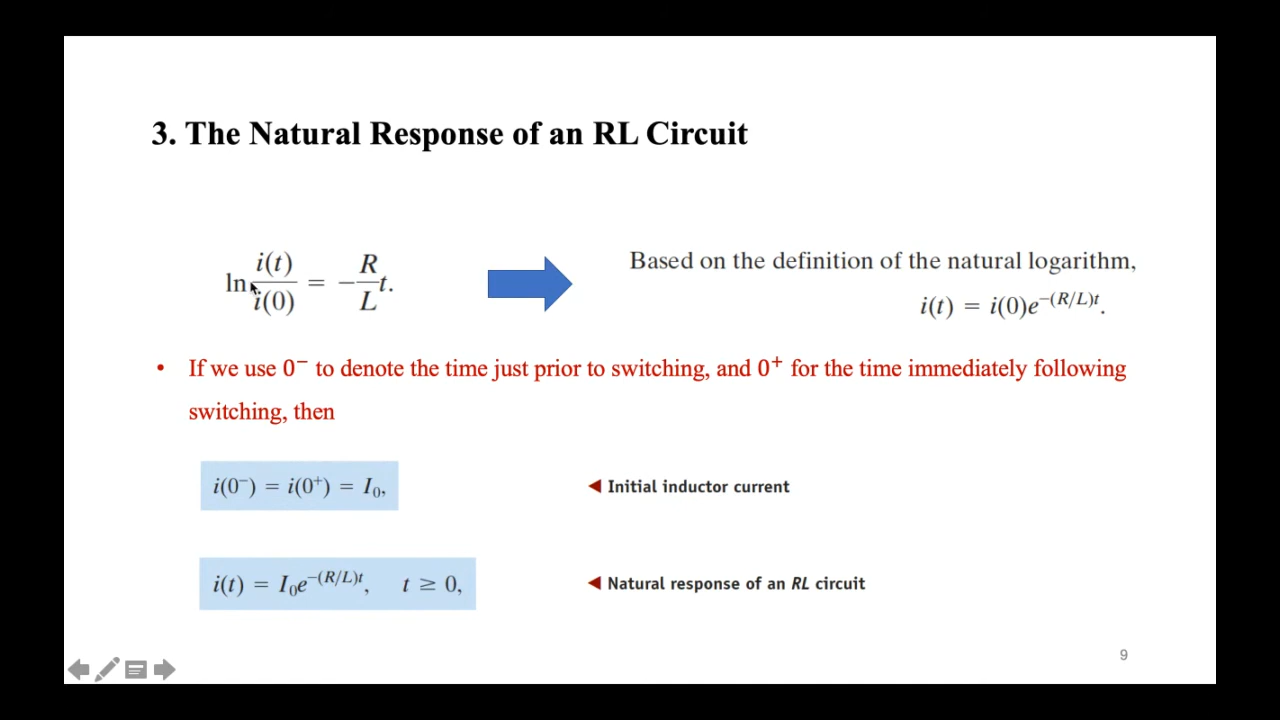 3. The Natural Response of an RL Circuit
ln i(t)/i(0) = −R/L t.
Based on the definition of the natural logarithm,
i(t) = i(0)e^−(R/L)t.
• If we use 0⁻ to denote the time just prior to switching, and 0⁺ for the time immediately following
switching, then
i(0⁻) = i(0⁺) = I₀,
◄ Initial inductor current
i(t) = I₀e^−(R/L)t, t ≥ 0,
◄ Natural response of an RL circuit
9